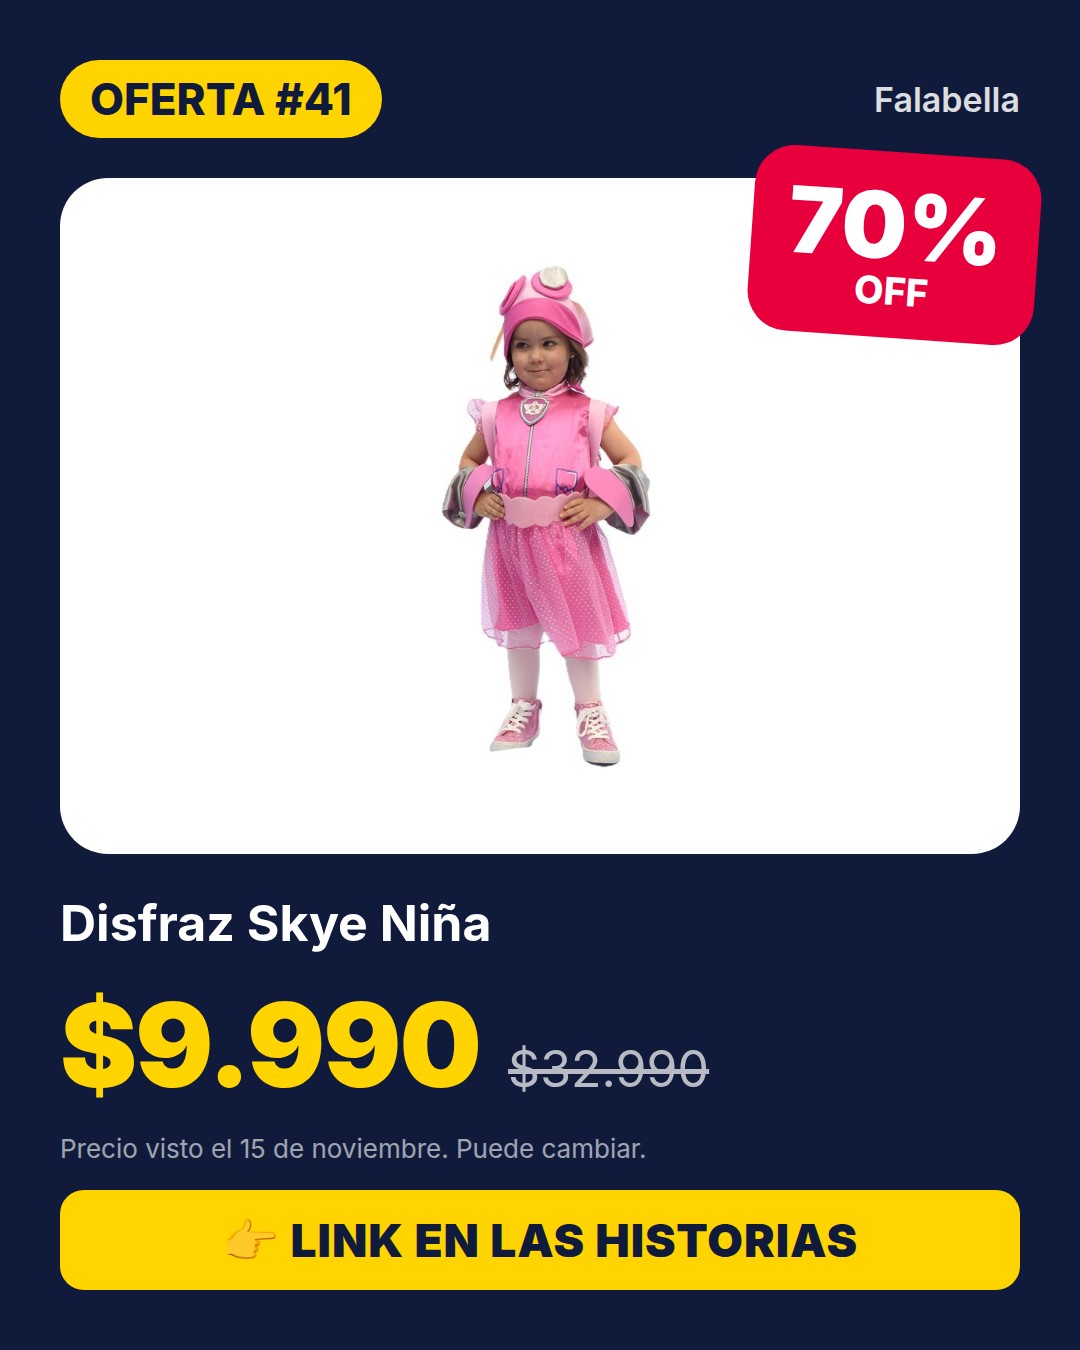 OFERTA #41
Falabella
70%
OFF
Disfraz Skye Niña
$9.990 $32.990
Precio visto el 15 de noviembre. Puede cambiar.
👉 LINK EN LAS HISTORIAS